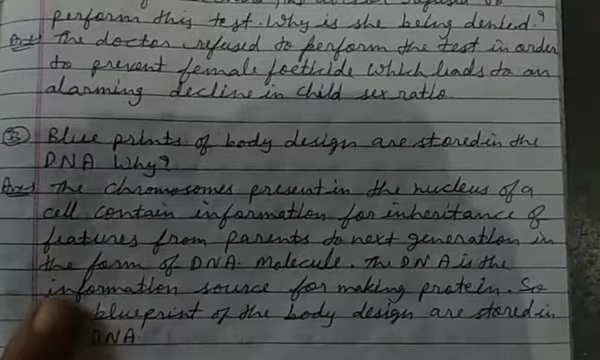 perform this test. Why is she being denied.?
Ans: The doctor refused to perform the test in order
to prevent female foeticide which leads to an
alarming decline in child sex ratio.
③ Blue prints of body design are stored in the
DNA Why?
Ans: The chromosomes present in the nucleus of a
cell contain information for inheritance of
features from parents to next generation in
the form of DNA- Molecule. The DNA is the
information source for making protein. So
blueprint of the body design are stored in
DNA